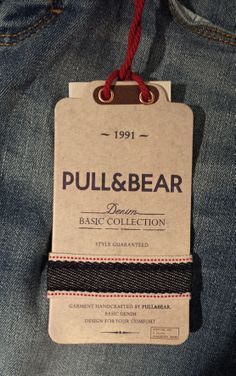 ~ 1991 ~
PULL&BEAR
Denim
BASIC COLLECTION
STYLE GUARANTEED
GARMENT HANDCRAFTED BY PULL&BEAR.
BASIC DENIM
DESIGN FOR YOUR COMFORT